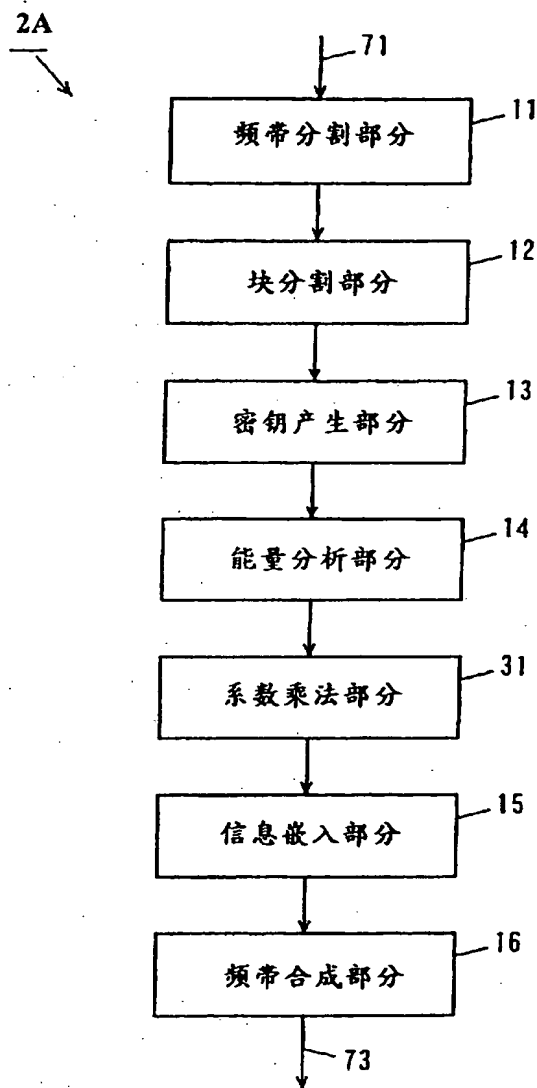 2A
71
频带分割部分
11
块分割部分
12
密钥产生部分
13
能量分析部分
14
系数乘法部分
31
信息嵌入部分
15
频带合成部分
16
73